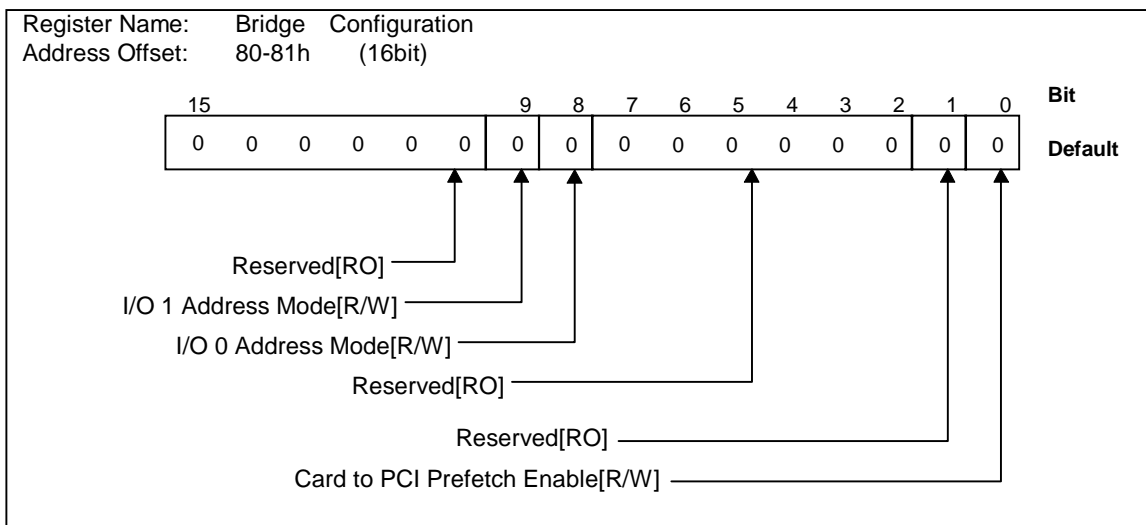 Register Name: Bridge Configuration
Address Offset: 80-81h (16bit)
15 9 8 7 6 5 4 3 2 1 0 Bit
0 0 0 0 0 0 0 0 0 0 0 0 0 0 0 0 Default
Reserved[RO]
I/O 1 Address Mode[R/W]
I/O 0 Address Mode[R/W]
Reserved[RO]
Reserved[RO]
Card to PCI Prefetch Enable[R/W]